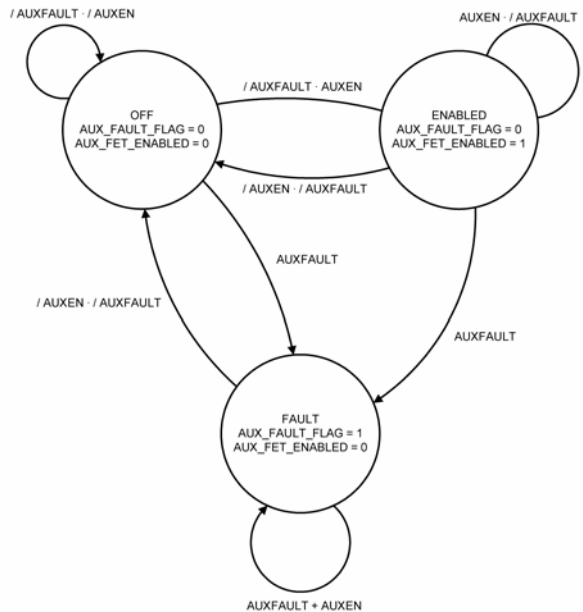 / AUXFAULT · / AUXEN
AUXEN · / AUXFAULT
/ AUXFAULT · AUXEN
OFF
AUX_FAULT_FLAG = 0
AUX_FET_ENABLED = 0
ENABLED
AUX_FAULT_FLAG = 0
AUX_FET_ENABLED = 1
/ AUXEN · / AUXFAULT
AUXFAULT
/ AUXEN · / AUXFAULT
AUXFAULT
FAULT
AUX_FAULT_FLAG = 1
AUX_FET_ENABLED = 0
AUXFAULT + AUXEN